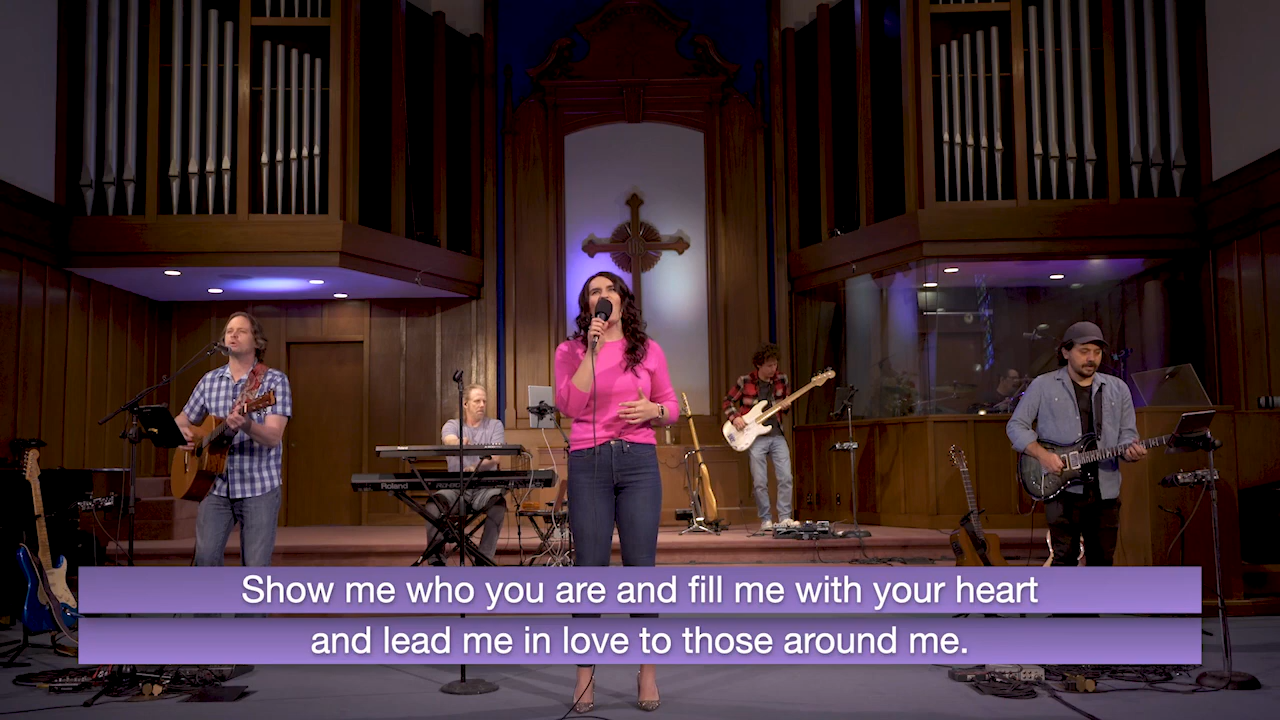 Roland
Show me who you are and fill me with your heart
and lead me in love to those around me.